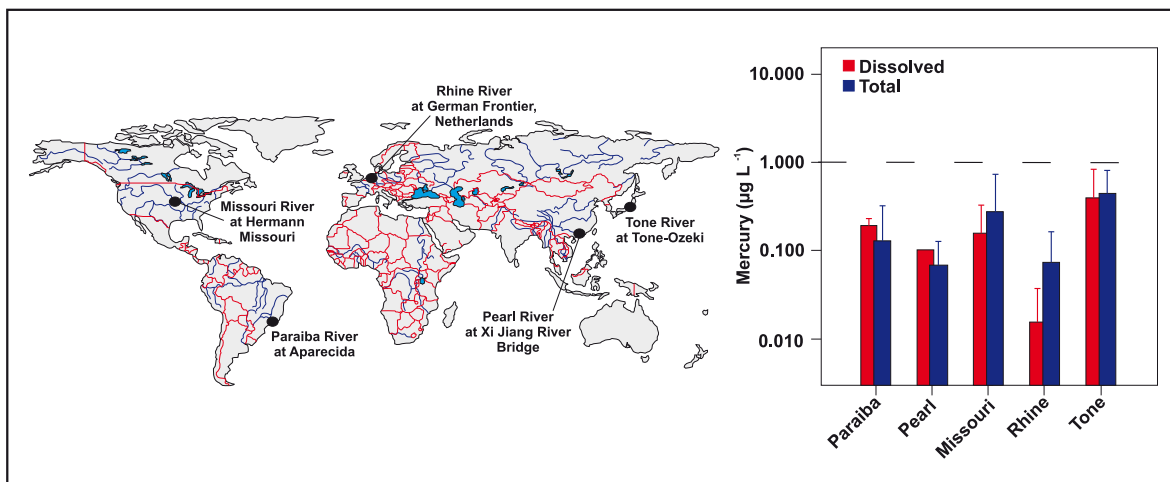 Rhine River
at German Frontier,
Netherlands
Missouri River
at Hermann
Missouri
Tone River
at Tone-Ozeki
Pearl River
at Xi Jiang River
Bridge
Paraiba River
at Aparecida
Dissolved
Total
10.000
1.000
0.100
0.010
Mercury (µg L⁻¹)
Paraiba
Pearl
Missouri
Rhine
Tone